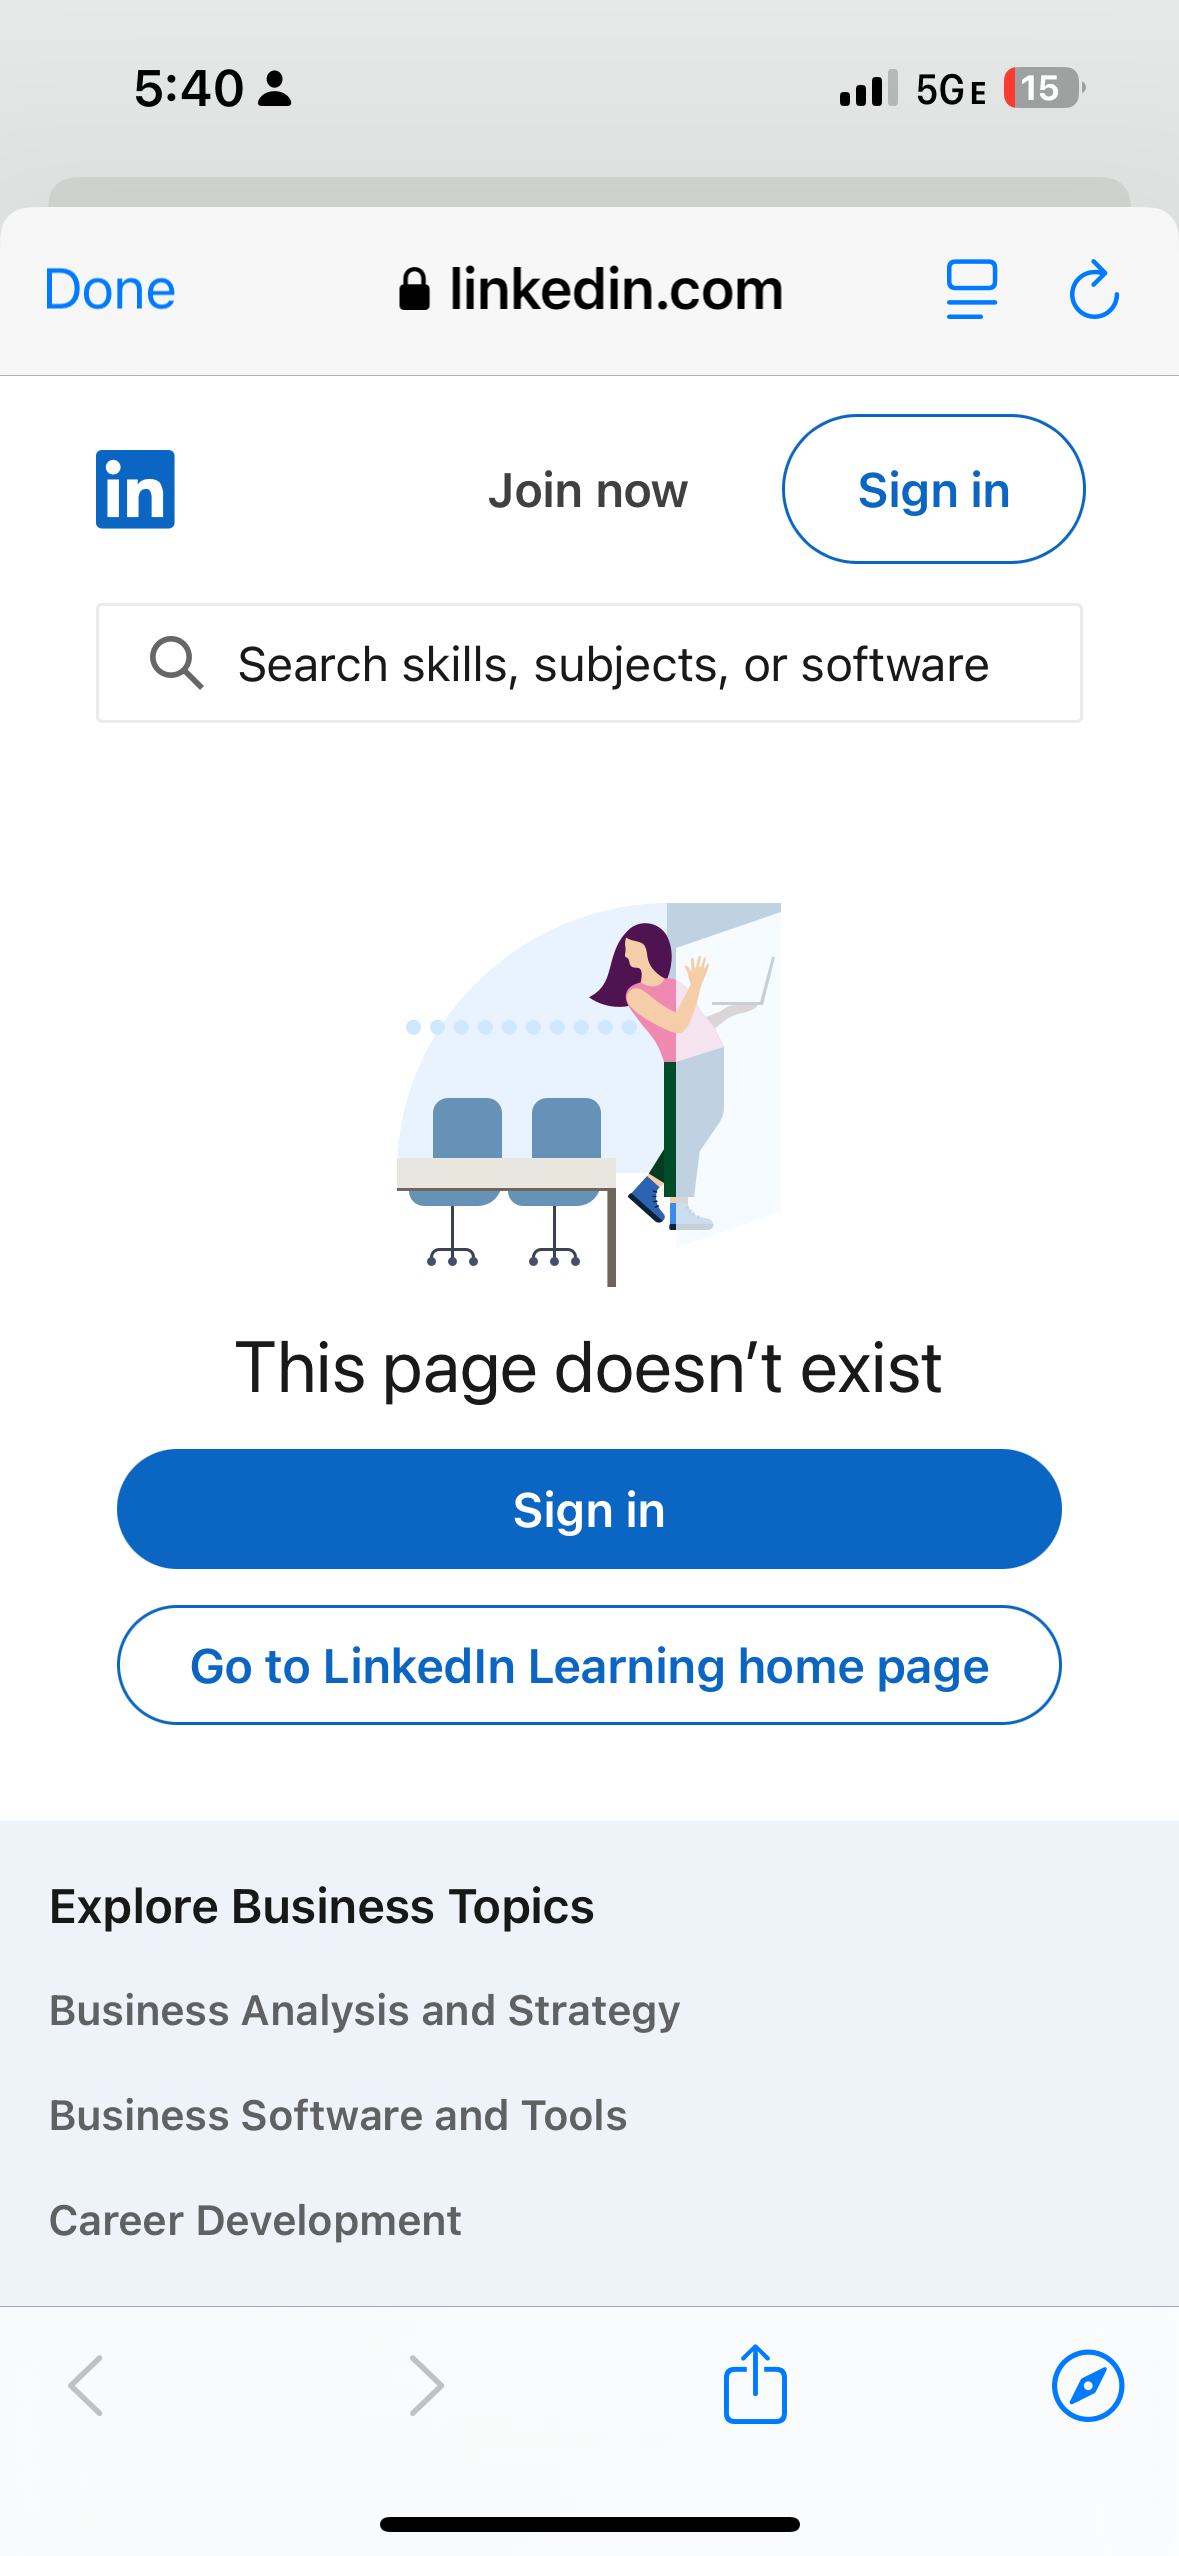 5:40
5G E
15
Done
linkedin.com
in
Join now
Sign in
Search skills, subjects, or software
This page doesn’t exist
Sign in
Go to LinkedIn Learning home page
Explore Business Topics
Business Analysis and Strategy
Business Software and Tools
Career Development